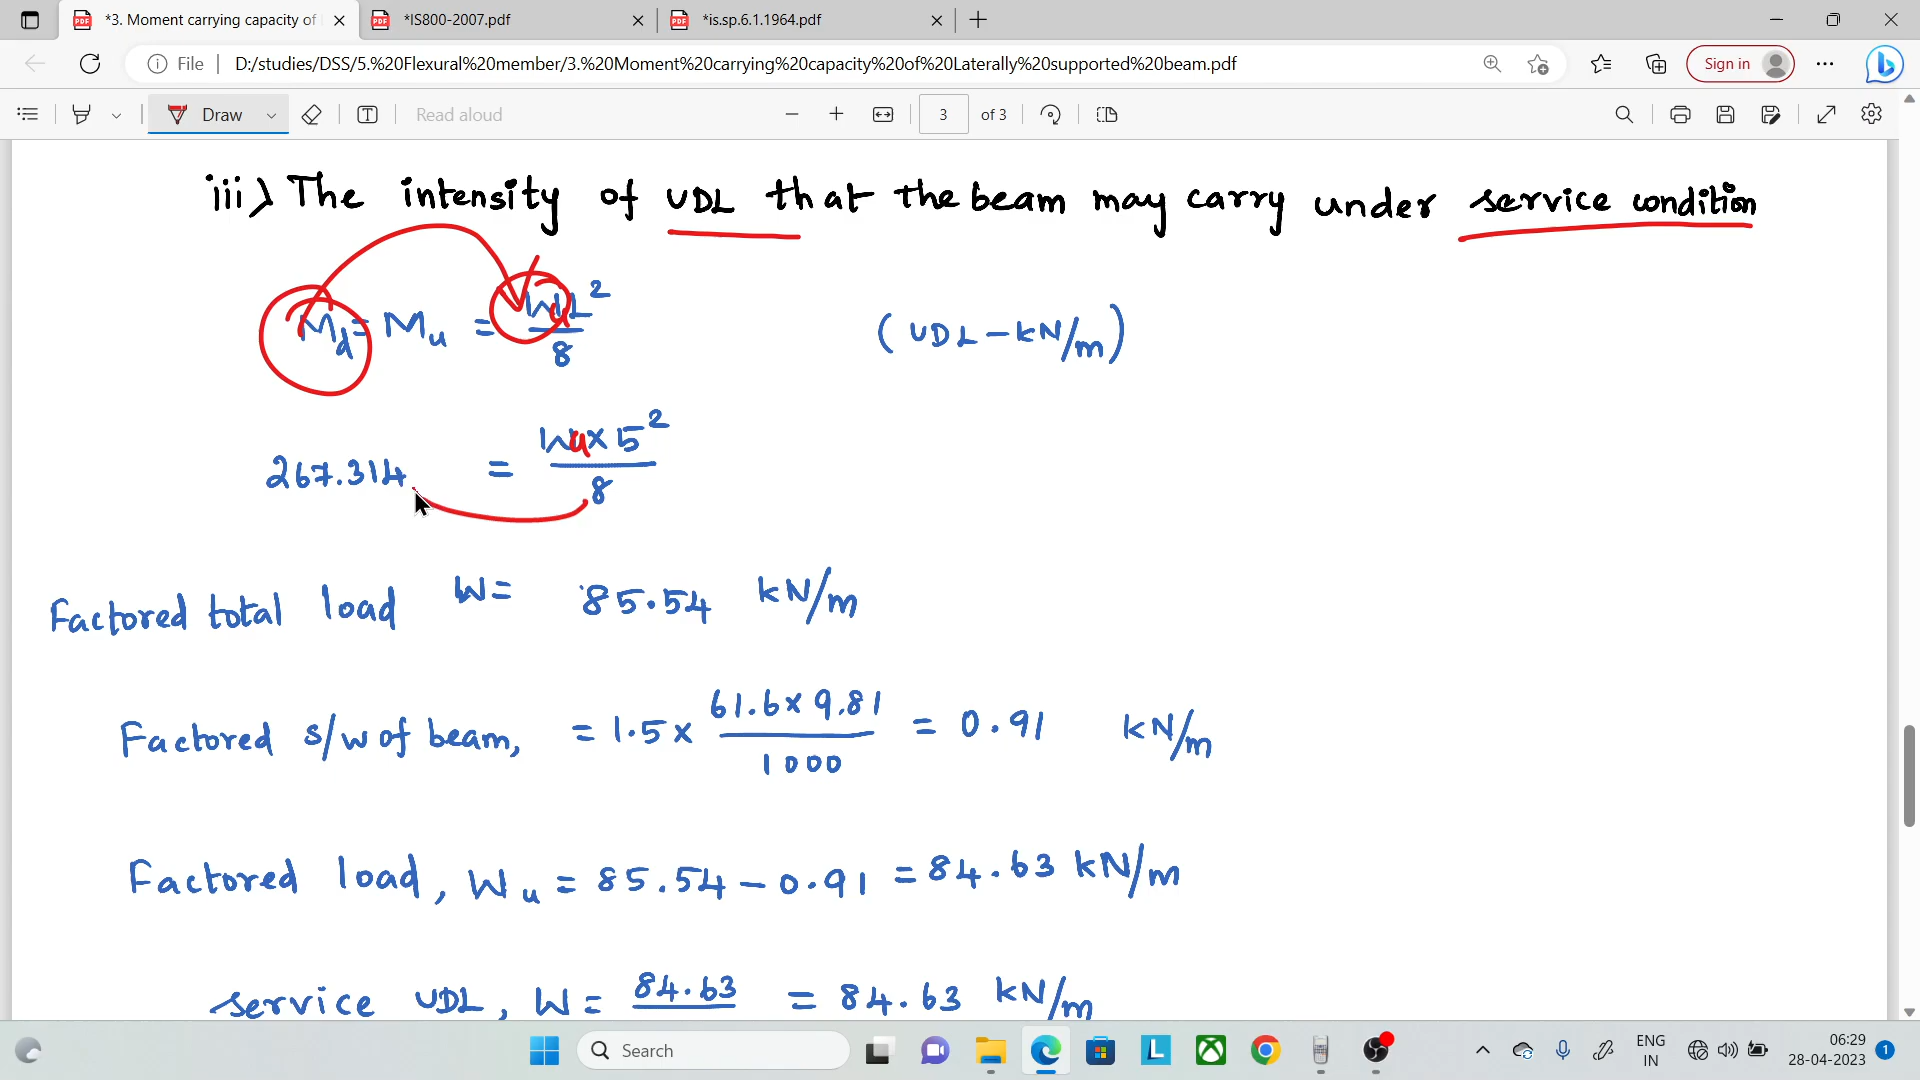 *3. Moment carrying capacity of
*IS800-2007.pdf
*is.sp.6.1.1964.pdf
File
D:/studies/DSS/5.%20Flexural%20member/3.%20Moment%20carrying%20capacity%20of%20Laterally%20supported%20beam.pdf
Sign in
Draw
Read aloud
3
of 3
iii) The intensity of UDL that the beam may carry under service condition
Md = Mu = WuL²/8 (UDL - kN/m)
267.314 = Wu × 5²/8
Factored total load W = 85.54 kN/m
Factored s/w of beam, = 1.5 × 61.6 × 9.81/1000 = 0.91 kN/m
Factored load, Wu = 85.54 - 0.91 = 84.63 kN/m
service UDL, W = 84.63 = 84.63 kN/m
Search
ENG
IN
06:29
28-04-2023
1